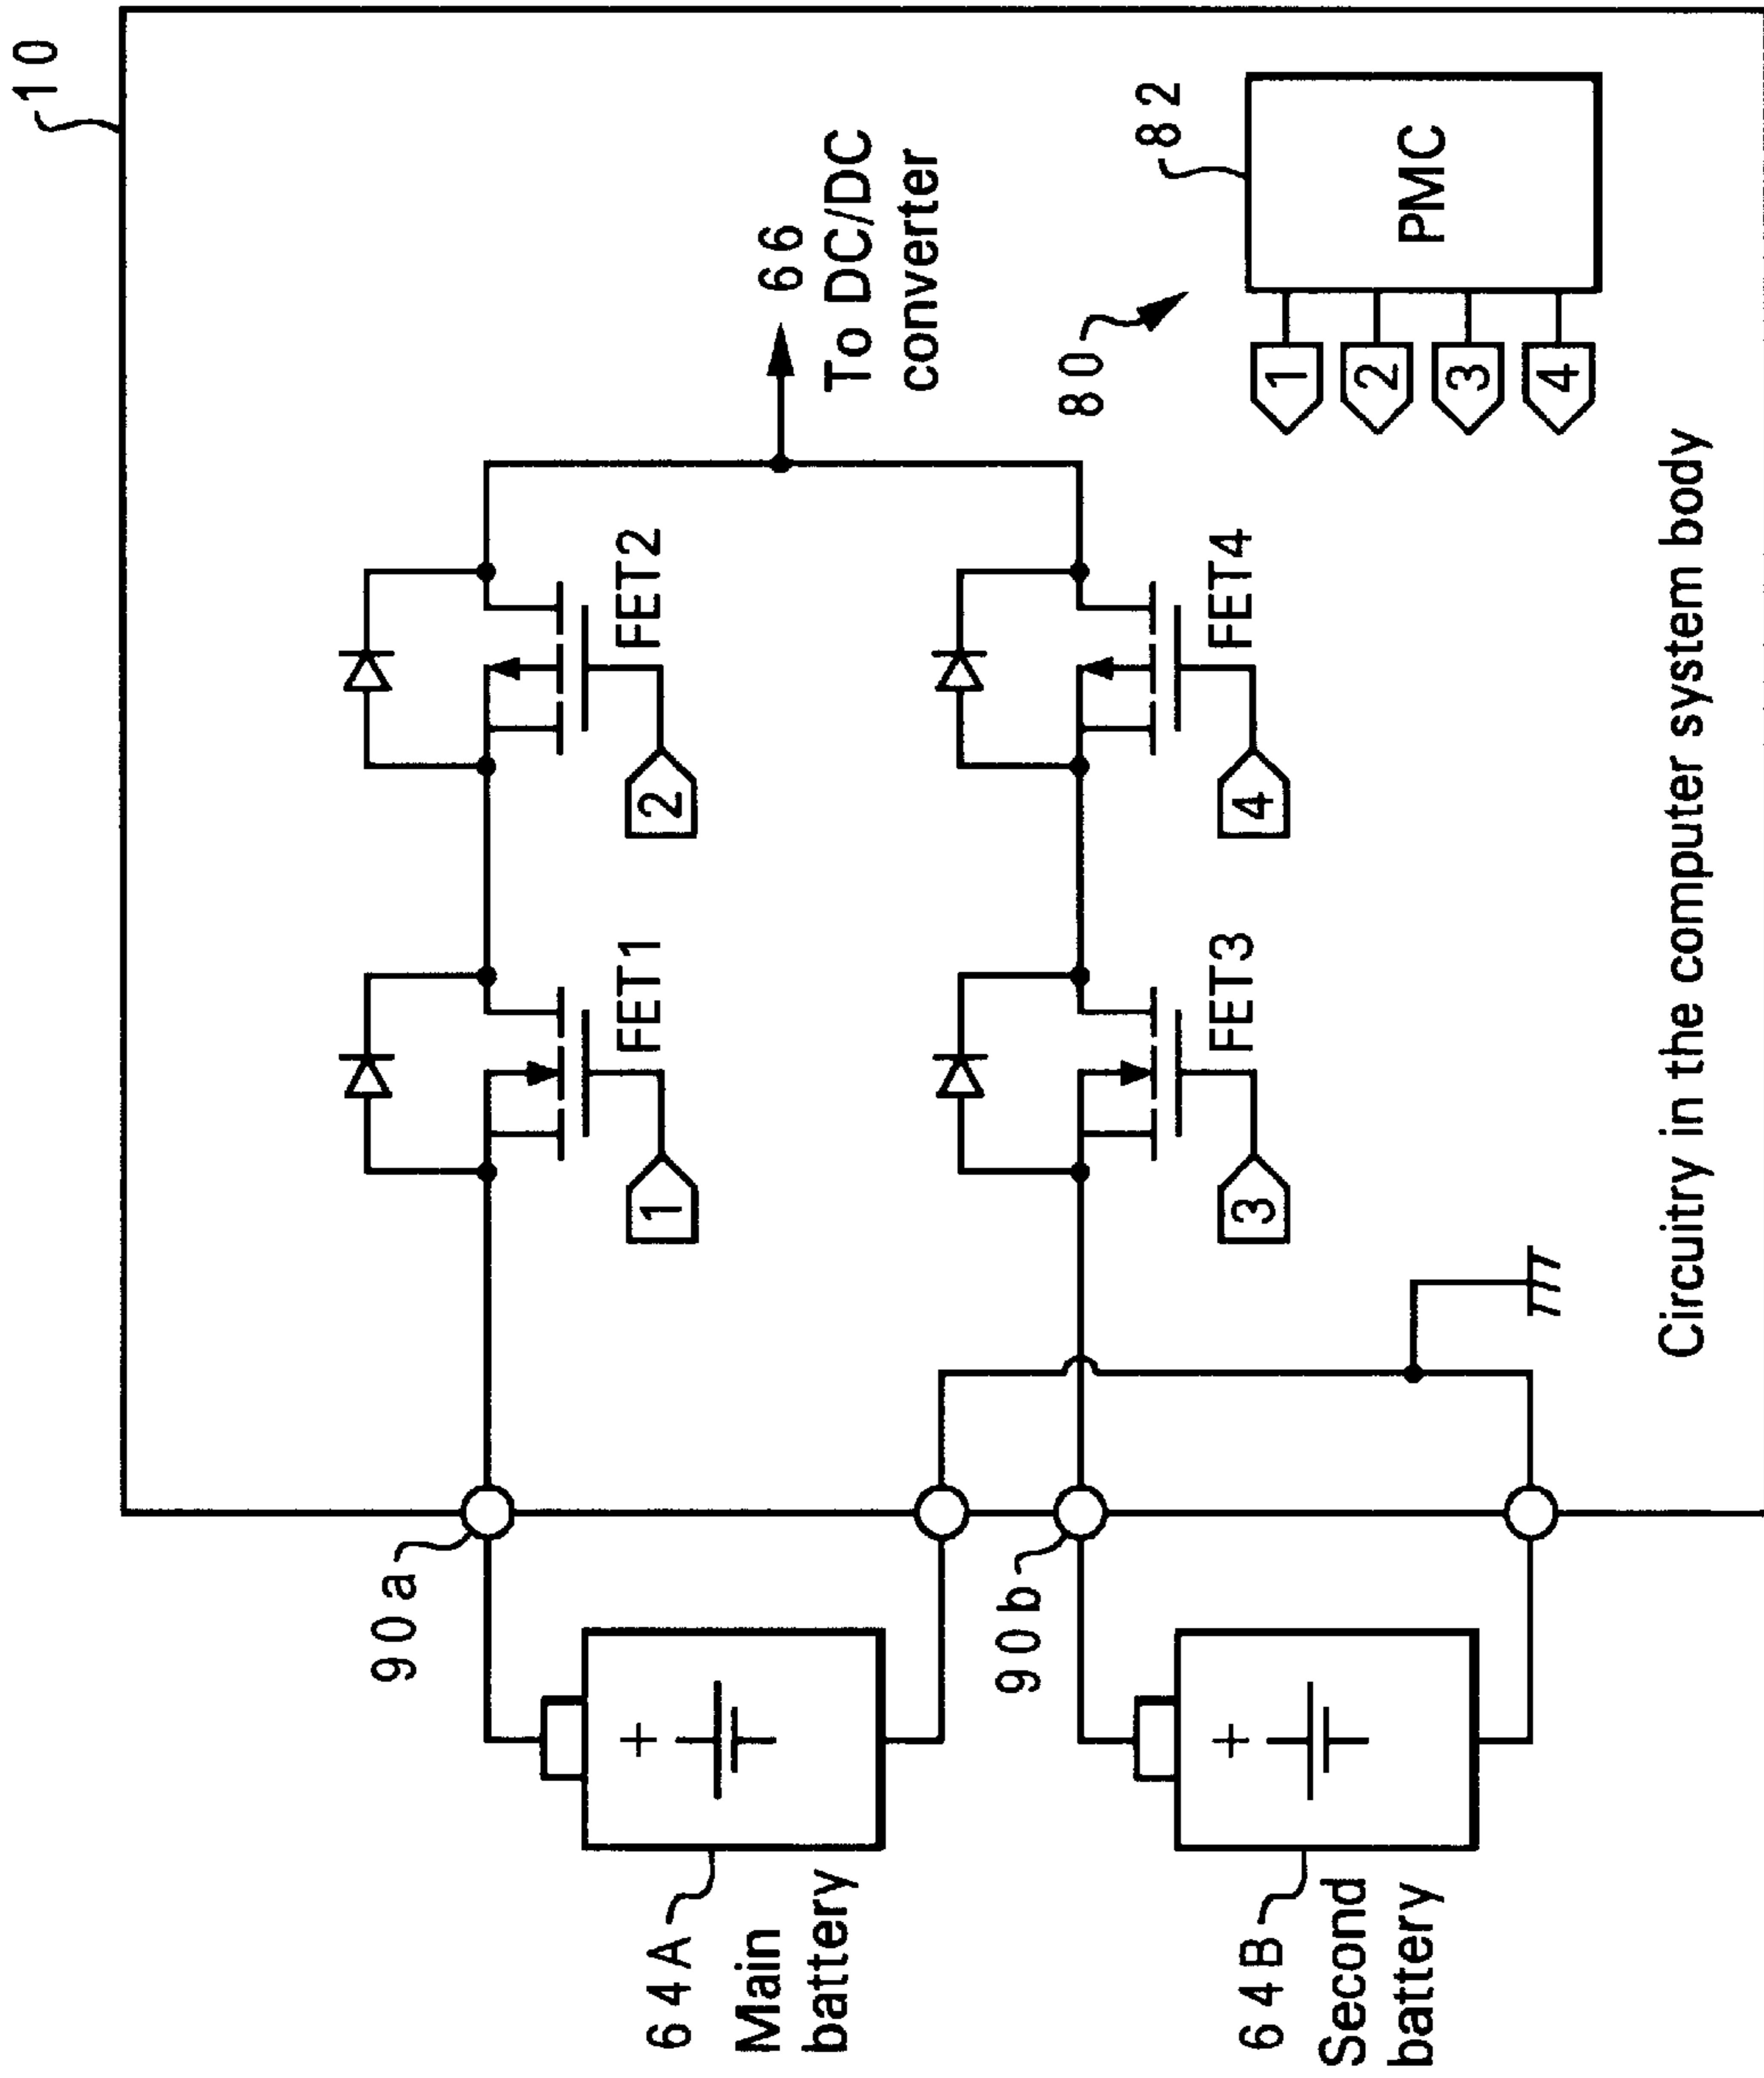 10
66
To DC/DC
converter
FET1
FET2
1
2
90a
64A
Main
battery
80
82
PMC
1
2
3
4
FET3
FET4
3
4
90b
64B
Second
battery
+
+
Circuitry in the computer system body